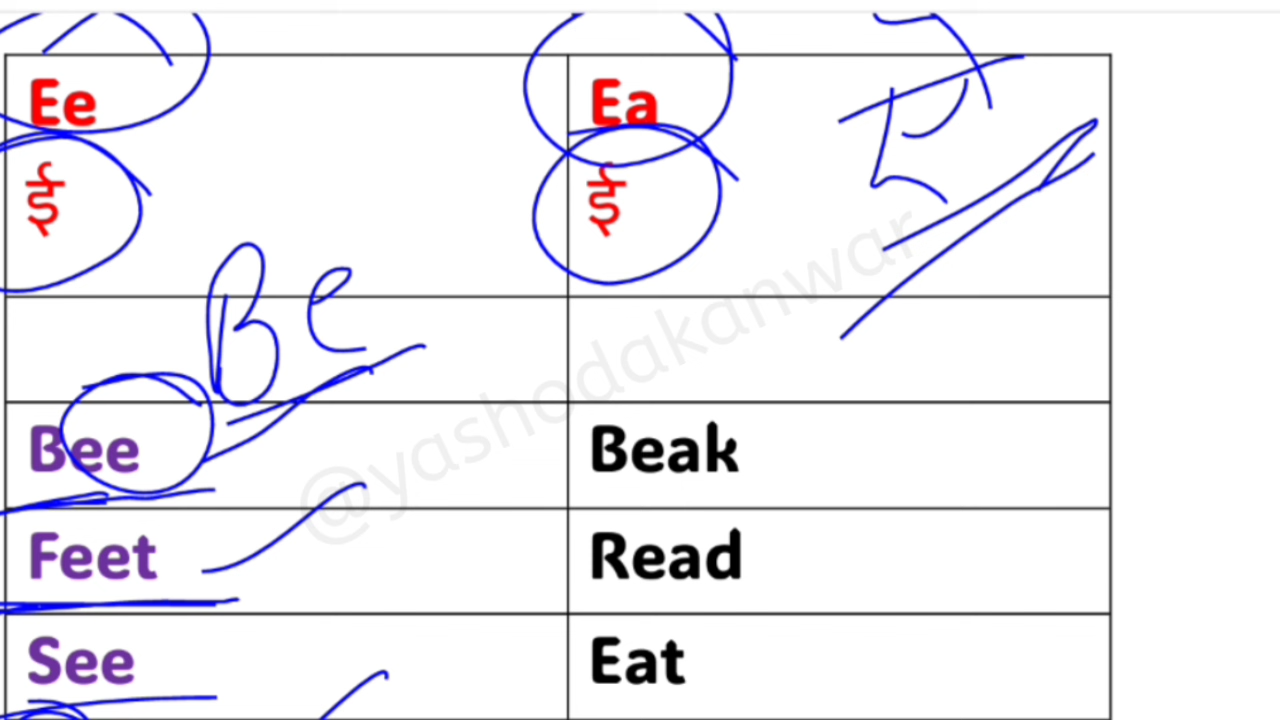 Ee Ea
ई ई
Be
Bee Beak
Feet Read
See Eat
@yashodakanwar